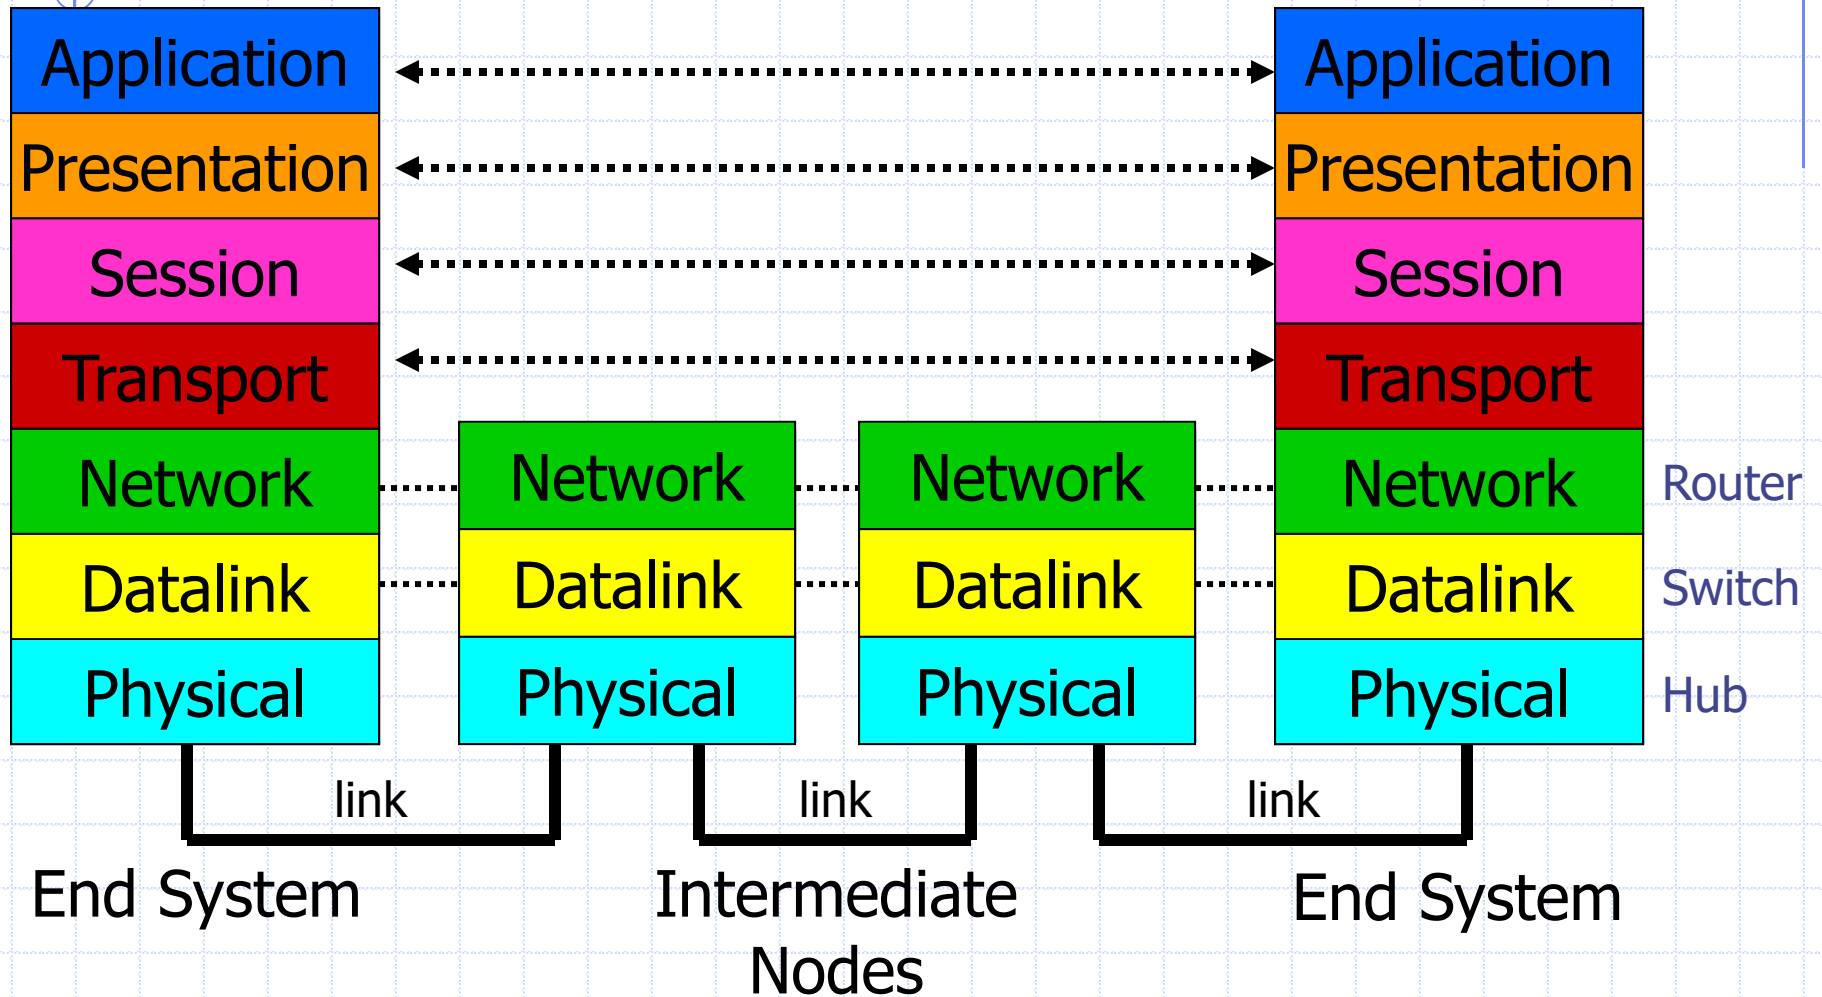 Application
Application
Presentation
Presentation
Session
Session
Transport
Transport
Network
Network
Network
Network
Router
Datalink
Datalink
Datalink
Datalink
Switch
Physical
Physical
Physical
Physical
Hub
link
link
link
End System
Intermediate
Nodes
End System